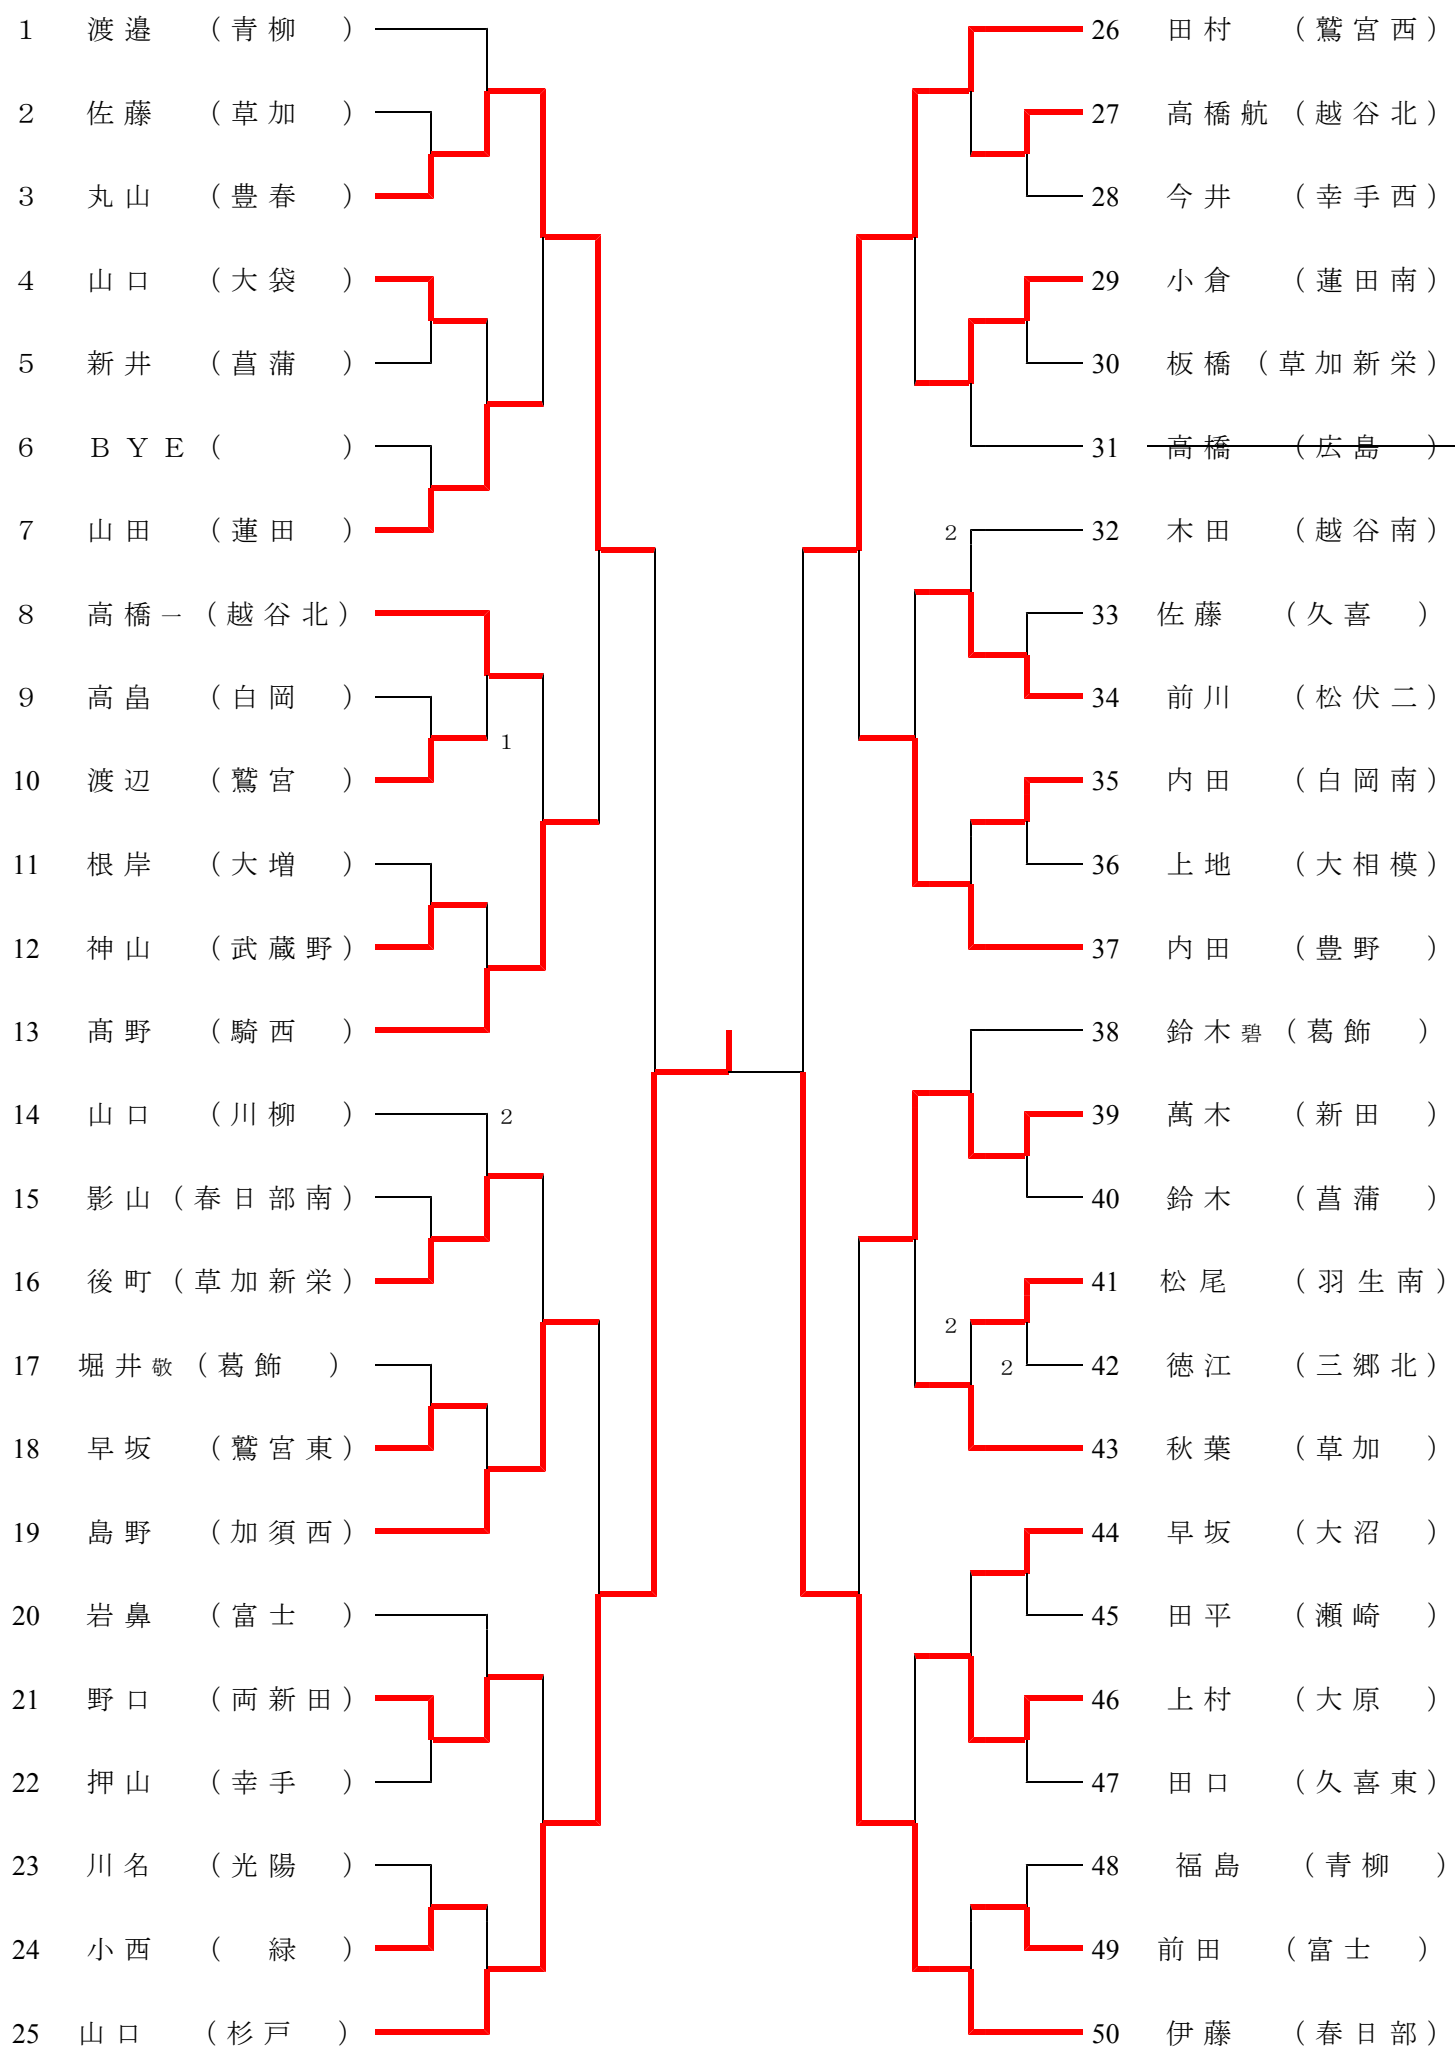 1 渡邉 （青柳　）
2 佐藤 （草加　）
3 丸山 （豊春　）
4 山口 （大袋　）
5 新井 （菖蒲　）
6 ＢＹＥ（　　　）
7 山田 （蓮田　）
8 高橋一（越谷北）
9 高畠 （白岡　）
1
10 渡辺 （鷲宮　）
11 根岸 （大増　）
12 神山 （武蔵野）
13 髙野 （騎西　）
14 山口 （川柳　）
2
15 影山（春日部南）
16 後町（草加新栄）
17 堀井敬（葛飾　）
18 早坂 （鷲宮東）
19 島野 （加須西）
20 岩鼻 （富士　）
21 野口 （両新田）
22 押山 （幸手　）
23 川名 （光陽　）
24 小西 （　緑　）
25 山口 （杉戸　）
26 田村 （鷲宮西）
27 高橋航（越谷北）
28 今井 （幸手西）
29 小倉 （蓮田南）
30 板橋（草加新栄）
31 高橋 （広島　）
2
32 木田 （越谷南）
33 佐藤 （久喜　）
34 前川 （松伏二）
35 内田 （白岡南）
36 上地 （大相模）
37 内田 （豊野　）
38 鈴木碧（葛飾　）
39 萬木 （新田　）
40 鈴木 （菖蒲　）
41 松尾 （羽生南）
2
2
42 徳江 （三郷北）
43 秋葉 （草加　）
44 早坂 （大沼　）
45 田平 （瀬崎　）
46 上村 （大原　）
47 田口 （久喜東）
48 福島 （青柳　）
49 前田 （富士　）
50 伊藤 （春日部）